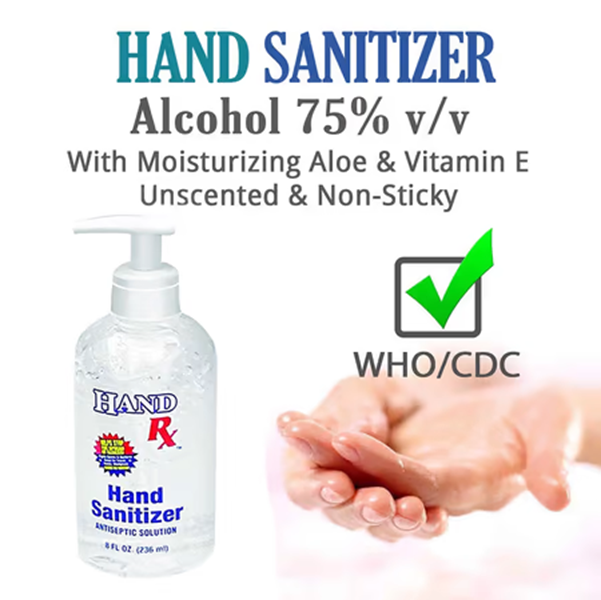 HAND SANITIZER
Alcohol 75% v/v
With Moisturizing Aloe & Vitamin E
Unscented & Non-Sticky
WHO/CDC
HAND
Rx
Hand
Sanitizer
ANTISEPTIC SOLUTION
8 FL OZ. (236 ml)